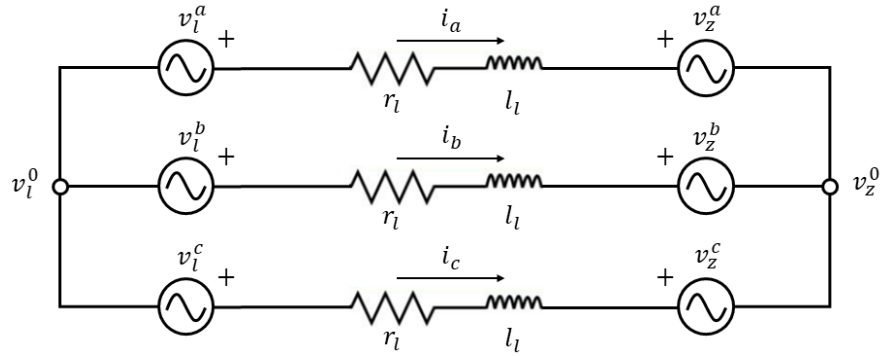 v_l^a i_a v_z^a
+ +
r_l l_l
v_l^b i_b v_z^b
+ +
v_l^0 v_z^0
r_l l_l
v_l^c i_c v_z^c
+ +
r_l l_l